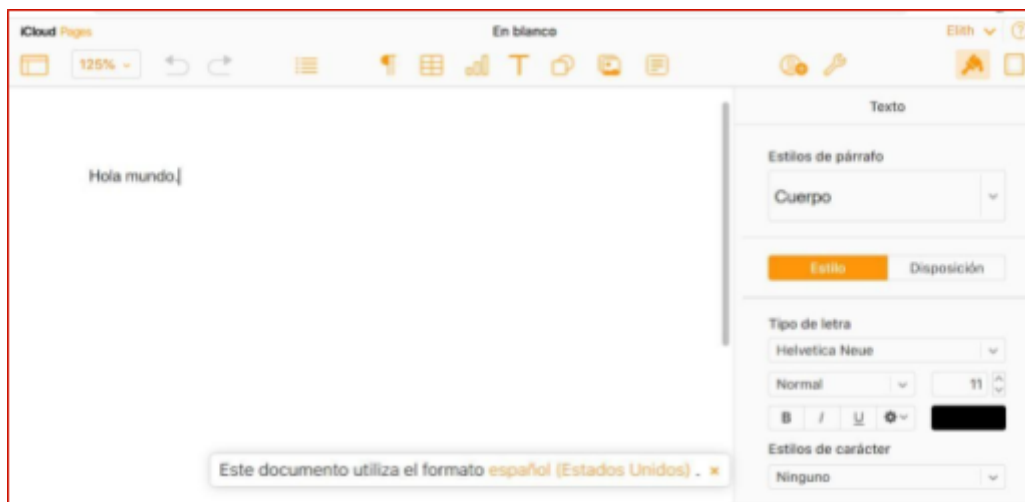 iCloud Pages
En blanco
Elith
125%
Texto
Hola mundo.
Estilos de párrafo
Cuerpo
Estilo Disposición
Tipo de letra
Helvetica Neue
Normal 11
B I U
Estilos de carácter
Ninguno
Este documento utiliza el formato español (Estados Unidos) . ×